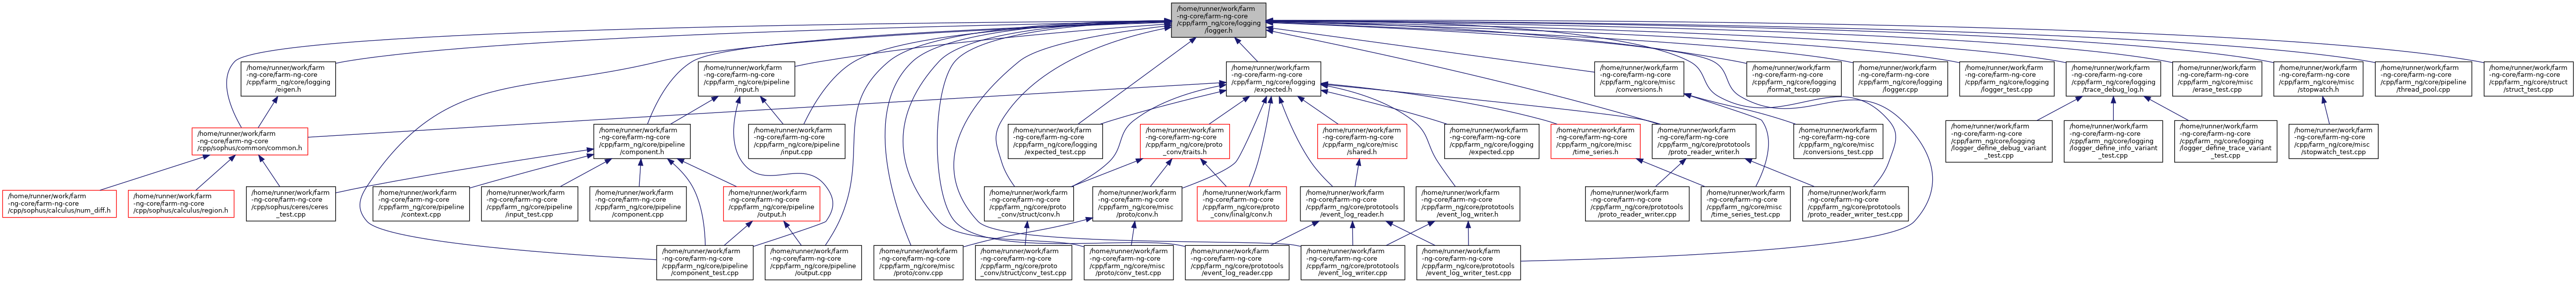 /home/runner/work/farm
-ng-core/farm-ng-core
/cpp/farm_ng/core/logging
/logger.h
/home/runner/work/farm
-ng-core/farm-ng-core
/cpp/farm_ng/core/logging
/eigen.h
/home/runner/work/farm
-ng-core/farm-ng-core
/cpp/farm_ng/core/pipeline
/input.h
/home/runner/work/farm
-ng-core/farm-ng-core
/cpp/farm_ng/core/logging
/expected.h
/home/runner/work/farm
-ng-core/farm-ng-core
/cpp/farm_ng/core/misc
/conversions.h
/home/runner/work/farm
-ng-core/farm-ng-core
/cpp/farm_ng/core/logging
/format_test.cpp
/home/runner/work/farm
-ng-core/farm-ng-core
/cpp/farm_ng/core/logging
/logger.cpp
/home/runner/work/farm
-ng-core/farm-ng-core
/cpp/farm_ng/core/logging
/logger_test.cpp
/home/runner/work/farm
-ng-core/farm-ng-core
/cpp/farm_ng/core/logging
/trace_debug_log.h
/home/runner/work/farm
-ng-core/farm-ng-core
/cpp/farm_ng/core/misc
/erase_test.cpp
/home/runner/work/farm
-ng-core/farm-ng-core
/cpp/farm_ng/core/misc
/stopwatch.h
/home/runner/work/farm
-ng-core/farm-ng-core
/cpp/farm_ng/core/pipeline
/thread_pool.cpp
/home/runner/work/farm
-ng-core/farm-ng-core
/cpp/farm_ng/core/struct
/struct_test.cpp
/home/runner/work/farm
-ng-core/farm-ng-core
/cpp/sophus/common/common.h
/home/runner/work/farm
-ng-core/farm-ng-core
/cpp/farm_ng/core/pipeline
/component.h
/home/runner/work/farm
-ng-core/farm-ng-core
/cpp/farm_ng/core/pipeline
/input.cpp
/home/runner/work/farm
-ng-core/farm-ng-core
/cpp/farm_ng/core/logging
/expected_test.cpp
/home/runner/work/farm
-ng-core/farm-ng-core
/cpp/farm_ng/core/proto
_conv/traits.h
/home/runner/work/farm
-ng-core/farm-ng-core
/cpp/farm_ng/core/misc
/shared.h
/home/runner/work/farm
-ng-core/farm-ng-core
/cpp/farm_ng/core/logging
/expected.cpp
/home/runner/work/farm
-ng-core/farm-ng-core
/cpp/farm_ng/core/misc
/time_series.h
/home/runner/work/farm
-ng-core/farm-ng-core
/cpp/farm_ng/core/prototools
/proto_reader_writer.h
/home/runner/work/farm
-ng-core/farm-ng-core
/cpp/farm_ng/core/misc
/conversions_test.cpp
/home/runner/work/farm
-ng-core/farm-ng-core
/cpp/farm_ng/core/logging
/logger_define_debug_variant
_test.cpp
/home/runner/work/farm
-ng-core/farm-ng-core
/cpp/farm_ng/core/logging
/logger_define_info_variant
_test.cpp
/home/runner/work/farm
-ng-core/farm-ng-core
/cpp/farm_ng/core/logging
/logger_define_trace_variant
_test.cpp
/home/runner/work/farm
-ng-core/farm-ng-core
/cpp/farm_ng/core/misc
/stopwatch_test.cpp
/home/runner/work/farm
-ng-core/farm-ng-core
/cpp/sophus/calculus/num_diff.h
/home/runner/work/farm
-ng-core/farm-ng-core
/cpp/sophus/calculus/region.h
/home/runner/work/farm
-ng-core/farm-ng-core
/cpp/sophus/ceres/ceres
_test.cpp
/home/runner/work/farm
-ng-core/farm-ng-core
/cpp/farm_ng/core/pipeline
/context.cpp
/home/runner/work/farm
-ng-core/farm-ng-core
/cpp/farm_ng/core/pipeline
/input_test.cpp
/home/runner/work/farm
-ng-core/farm-ng-core
/cpp/farm_ng/core/pipeline
/component.cpp
/home/runner/work/farm
-ng-core/farm-ng-core
/cpp/farm_ng/core/pipeline
/output.h
/home/runner/work/farm
-ng-core/farm-ng-core
/cpp/farm_ng/core/proto
_conv/struct/conv.h
/home/runner/work/farm
-ng-core/farm-ng-core
/cpp/farm_ng/core/misc
/proto/conv.h
/home/runner/work/farm
-ng-core/farm-ng-core
/cpp/farm_ng/core/proto
_conv/linalg/conv.h
/home/runner/work/farm
-ng-core/farm-ng-core
/cpp/farm_ng/core/prototools
/event_log_reader.h
/home/runner/work/farm
-ng-core/farm-ng-core
/cpp/farm_ng/core/prototools
/event_log_writer.h
/home/runner/work/farm
-ng-core/farm-ng-core
/cpp/farm_ng/core/prototools
/proto_reader_writer.cpp
/home/runner/work/farm
-ng-core/farm-ng-core
/cpp/farm_ng/core/misc
/time_series_test.cpp
/home/runner/work/farm
-ng-core/farm-ng-core
/cpp/farm_ng/core/prototools
/proto_reader_writer_test.cpp
/home/runner/work/farm
-ng-core/farm-ng-core
/cpp/farm_ng/core/pipeline
/component_test.cpp
/home/runner/work/farm
-ng-core/farm-ng-core
/cpp/farm_ng/core/pipeline
/output.cpp
/home/runner/work/farm
-ng-core/farm-ng-core
/cpp/farm_ng/core/misc
/proto/conv.cpp
/home/runner/work/farm
-ng-core/farm-ng-core
/cpp/farm_ng/core/proto
_conv/struct/conv_test.cpp
/home/runner/work/farm
-ng-core/farm-ng-core
/cpp/farm_ng/core/misc
/proto/conv_test.cpp
/home/runner/work/farm
-ng-core/farm-ng-core
/cpp/farm_ng/core/prototools
/event_log_reader.cpp
/home/runner/work/farm
-ng-core/farm-ng-core
/cpp/farm_ng/core/prototools
/event_log_writer.cpp
/home/runner/work/farm
-ng-core/farm-ng-core
/cpp/farm_ng/core/prototools
/event_log_writer_test.cpp